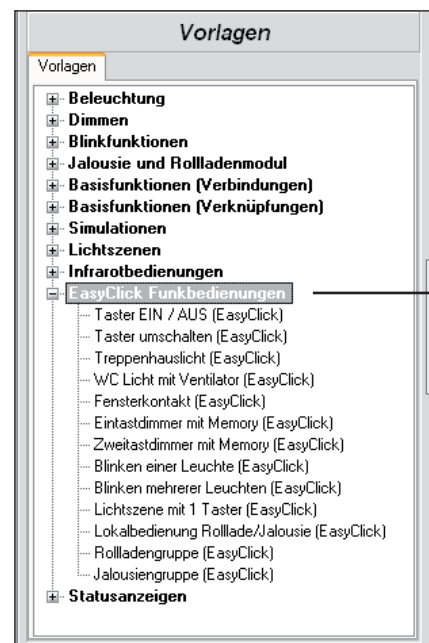 Vorlagen
Vorlagen
Beleuchtung
Dimmen
Blinkfunktionen
Jalousie und Rollladenmodul
Basisfunktionen (Verbindungen)
Basisfunktionen (Verknüpfungen)
Simulationen
Lichtszenen
Infrarotbedienungen
EasyClick Funkbedienungen
Taster EIN / AUS (EasyClick)
Taster umschalten (EasyClick)
Treppenhauslicht (EasyClick)
WC Licht mit Ventilator (EasyClick)
Fensterkontakt (EasyClick)
Eintastdimmer mit Memory (EasyClick)
Zweitastdimmer mit Memory (EasyClick)
Blinken einer Leuchte (EasyClick)
Blinken mehrerer Leuchten (EasyClick)
Lichtszene mit 1 Taster (EasyClick)
Lokalbedienung Rolllade/Jalousie (EasyClick)
Rollladengruppe (EasyClick)
Jalousiengruppe (EasyClick)
Statusanzeigen